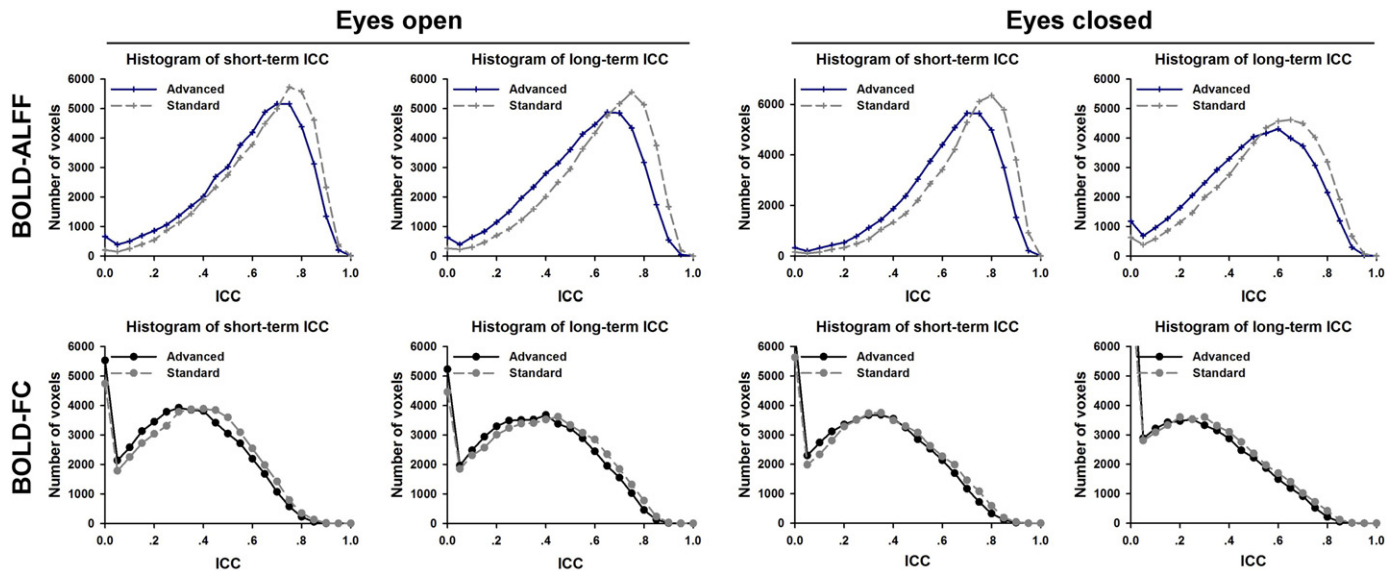 Eyes open
Eyes closed
BOLD-ALFF
Histogram of short-term ICC
Advanced
Standard
Number of voxels
6000
5000
4000
3000
2000
1000
0
0.0 .2 .4 .6 .8 1.0
ICC
Histogram of long-term ICC
Advanced
Standard
Number of voxels
6000
5000
4000
3000
2000
1000
0
0.0 .2 .4 .6 .8 1.0
ICC
Histogram of short-term ICC
Advanced
Standard
Number of voxels
6000
4000
2000
0
0.0 .2 .4 .6 .8 1.0
ICC
Histogram of long-term ICC
Advanced
Standard
Number of voxels
6000
5000
4000
3000
2000
1000
0
0.0 .2 .4 .6 .8 1.0
ICC
BOLD-FC
Histogram of short-term ICC
Advanced
Standard
Number of voxels
6000
5000
4000
3000
2000
1000
0
0.0 .2 .4 .6 .8 1.0
ICC
Histogram of long-term ICC
Advanced
Standard
Number of voxels
6000
5000
4000
3000
2000
1000
0
0.0 .2 .4 .6 .8 1.0
ICC
Histogram of short-term ICC
Advanced
Standard
Number of voxels
6000
5000
4000
3000
2000
1000
0
0.0 .2 .4 .6 .8 1.0
ICC
Histogram of long-term ICC
Advanced
Standard
Number of voxels
6000
5000
4000
3000
2000
1000
0
0.0 .2 .4 .6 .8 1.0
ICC